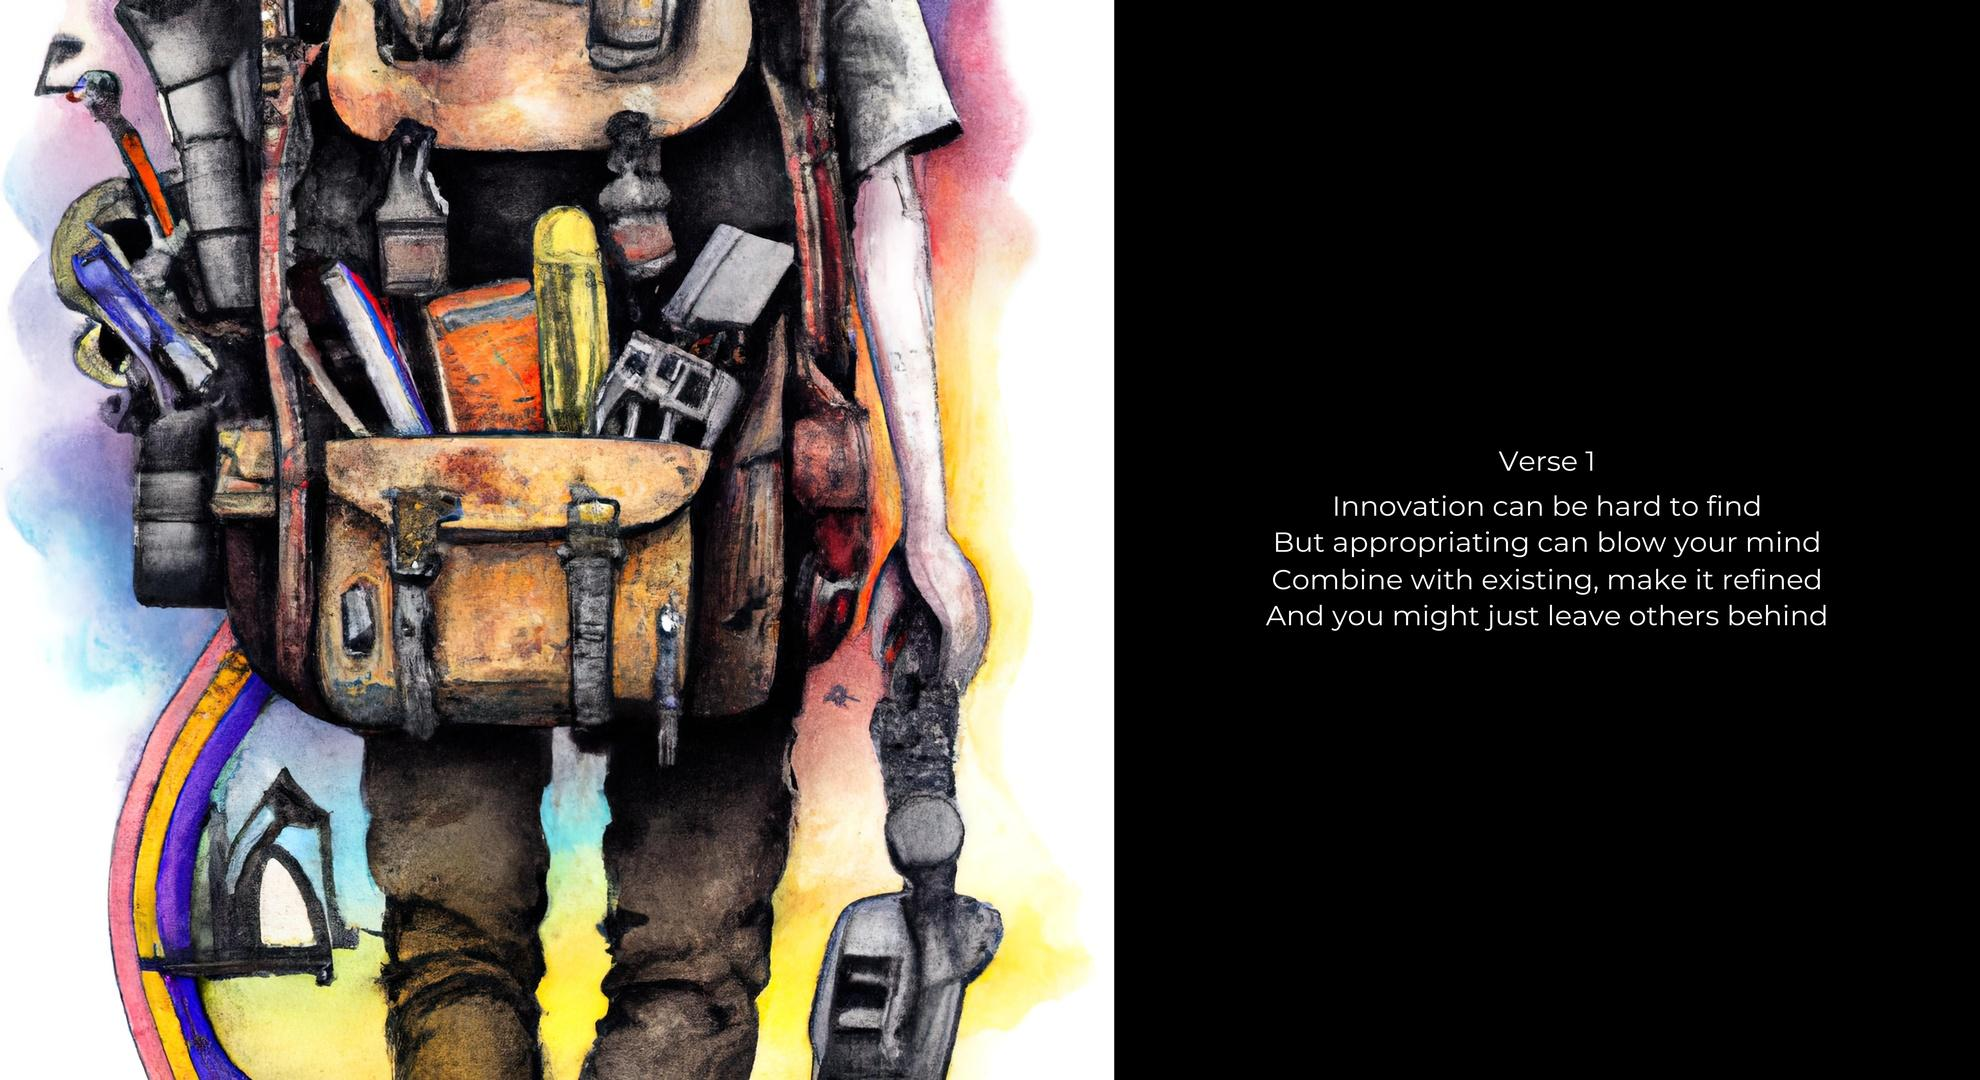 Verse 1
Innovation can be hard to find
But appropriating can blow your mind
Combine with existing, make it refined
And you might just leave others behind